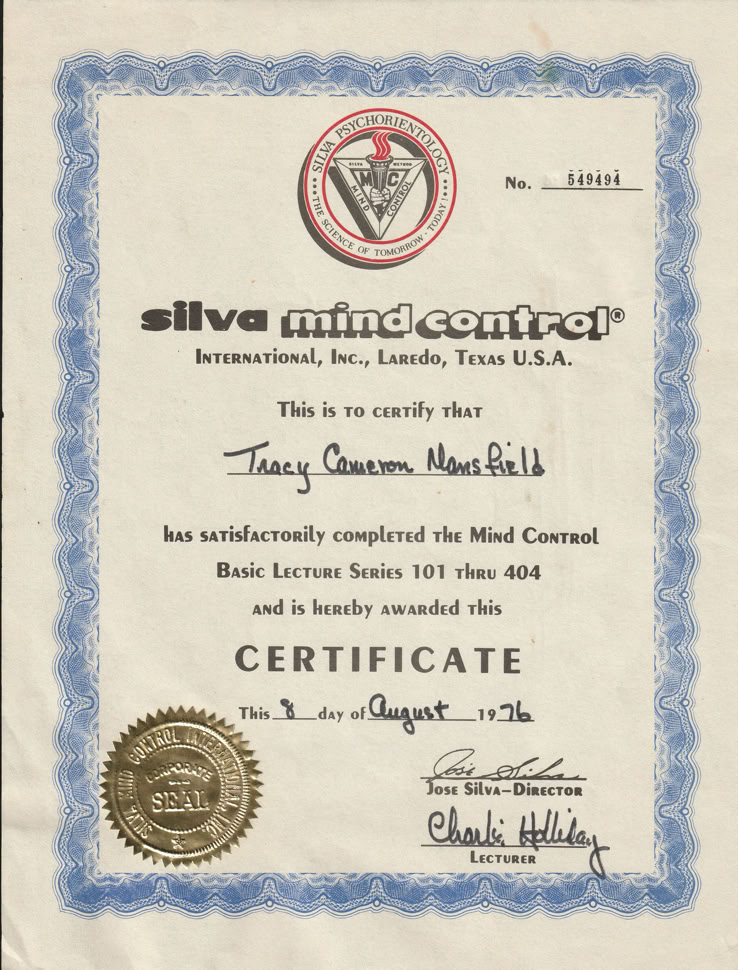 SILVA PSYCHORIENTOLOGY
SILVA METHOD
MC
MIND CONTROL
THE SCIENCE OF TOMORROW - TODAY!
No. 549494
silva mind control®
INTERNATIONAL, INC., LAREDO, TEXAS U.S.A.
THIS IS TO CERTIFY THAT
Tracy Cameron Mansfield
HAS SATISFACTORILY COMPLETED THE MIND CONTROL
BASIC LECTURE SERIES 101 THRU 404
AND IS HEREBY AWARDED THIS
CERTIFICATE
THIS 8 DAY OF August 1976
SILVA MIND CONTROL INTERNATIONAL, INC.
CORPORATE
SEAL
José Silva
JOSE SILVA–DIRECTOR
Charlie Holliday
LECTURER